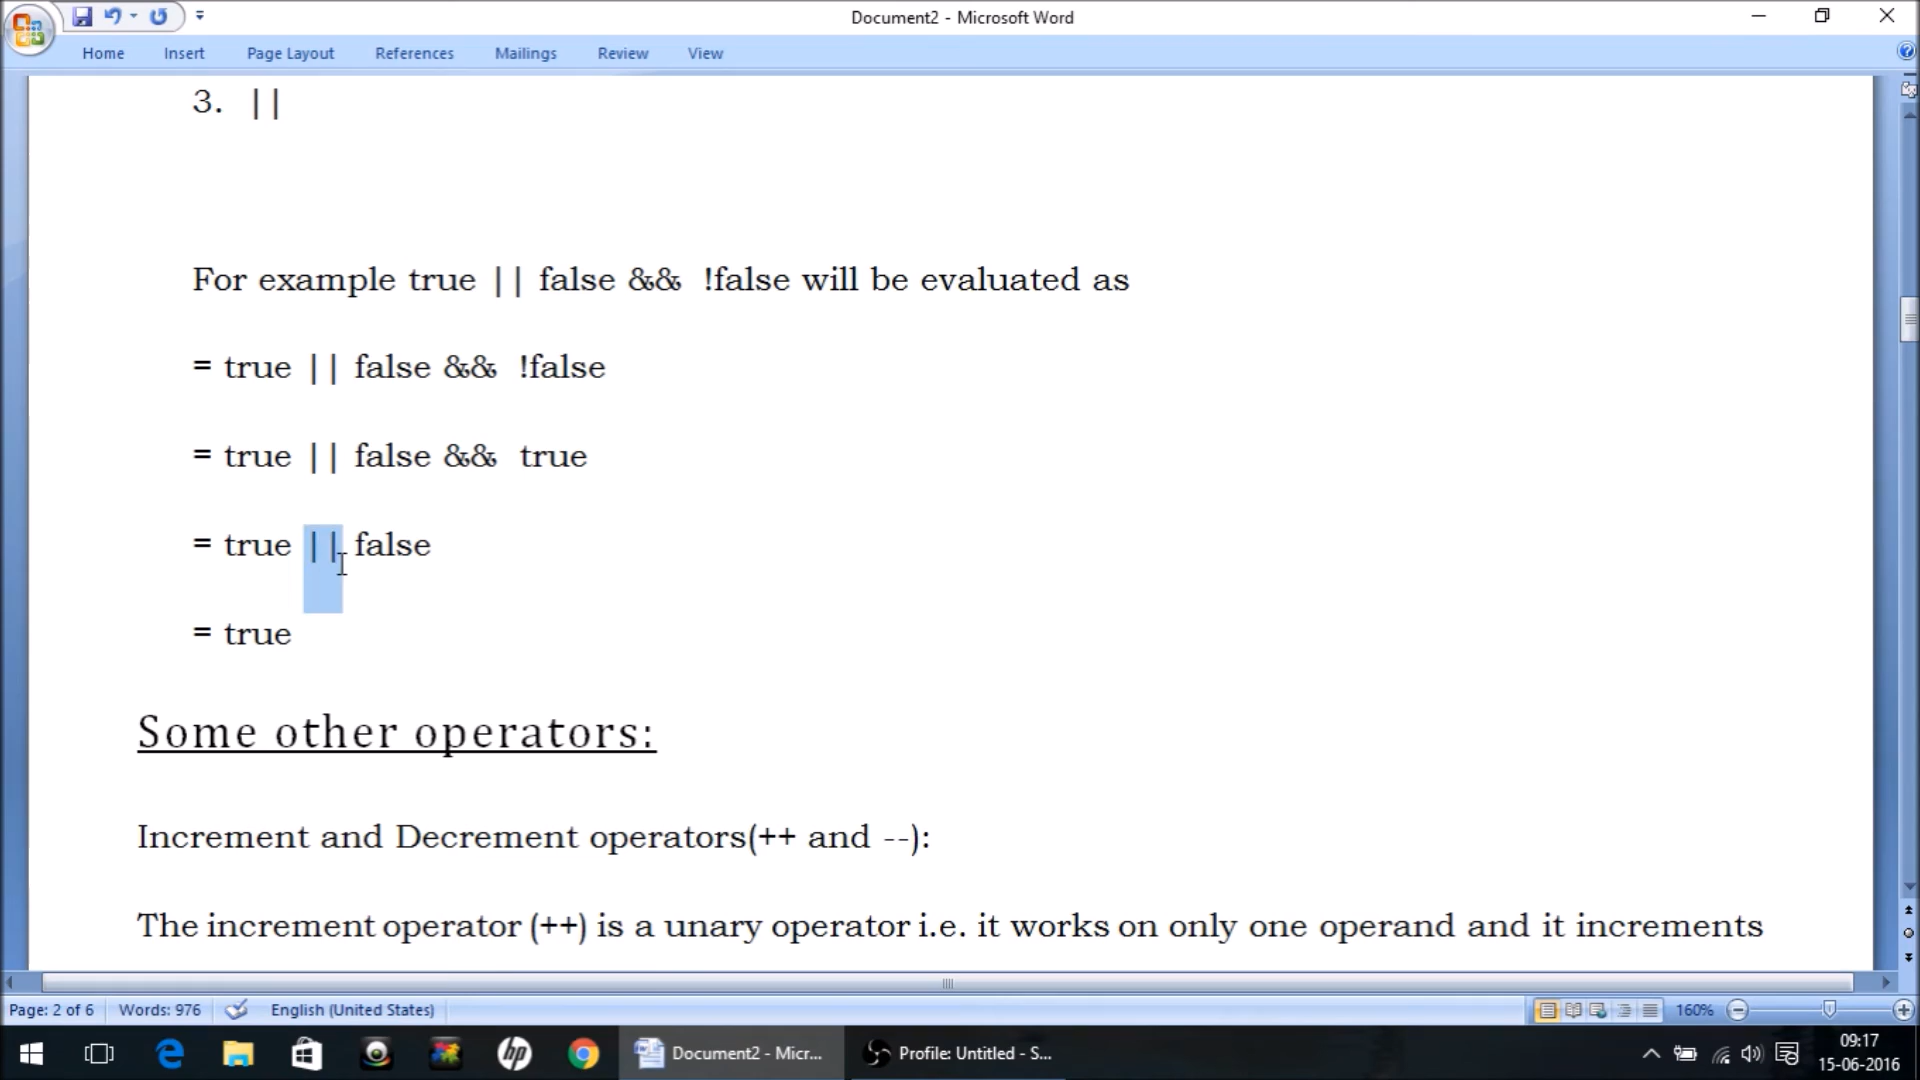 Document2 - Microsoft Word
Home Insert Page Layout References Mailings Review View
3. ||
For example true || false && !false will be evaluated as
= true || false && !false
= true || false && true
= true || false
= true
Some other operators:
Increment and Decrement operators(++ and --):
The increment operator (++) is a unary operator i.e. it works on only one operand and it increments
Page: 2 of 6 Words: 976 English (United States) 160%
Document2 - Micr... Profile: Untitled - S... 09:17
15-06-2016